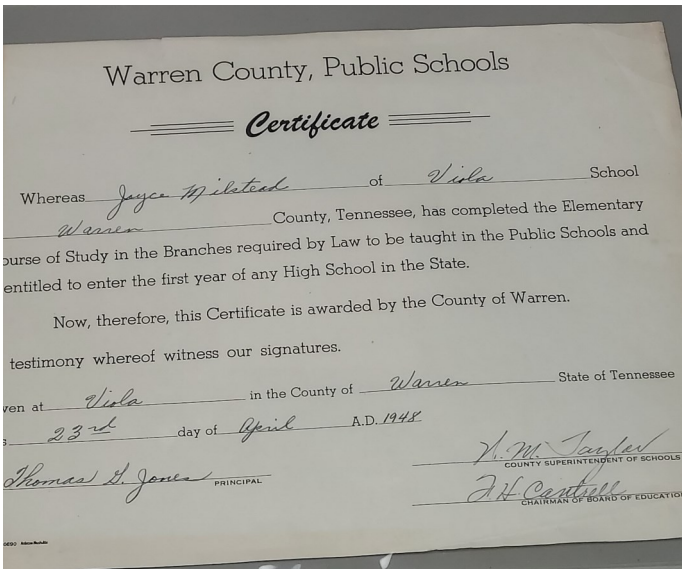 Warren County, Public Schools
Certificate
Whereas Joyce Milstead of Viola School
Warren County, Tennessee, has completed the Elementary
ourse of Study in the Branches required by Law to be taught in the Public Schools and
entitled to enter the first year of any High School in the State.
Now, therefore, this Certificate is awarded by the County of Warren.
testimony whereof witness our signatures.
ven at Viola in the County of Warren State of Tennessee
s 23rd day of April A.D. 1948
Thomas G. Jones PRINCIPAL
N. M. Taylor
COUNTY SUPERINTENDENT OF SCHOOLS
F H Cantrell
CHAIRMAN OF BOARD OF EDUCATIO